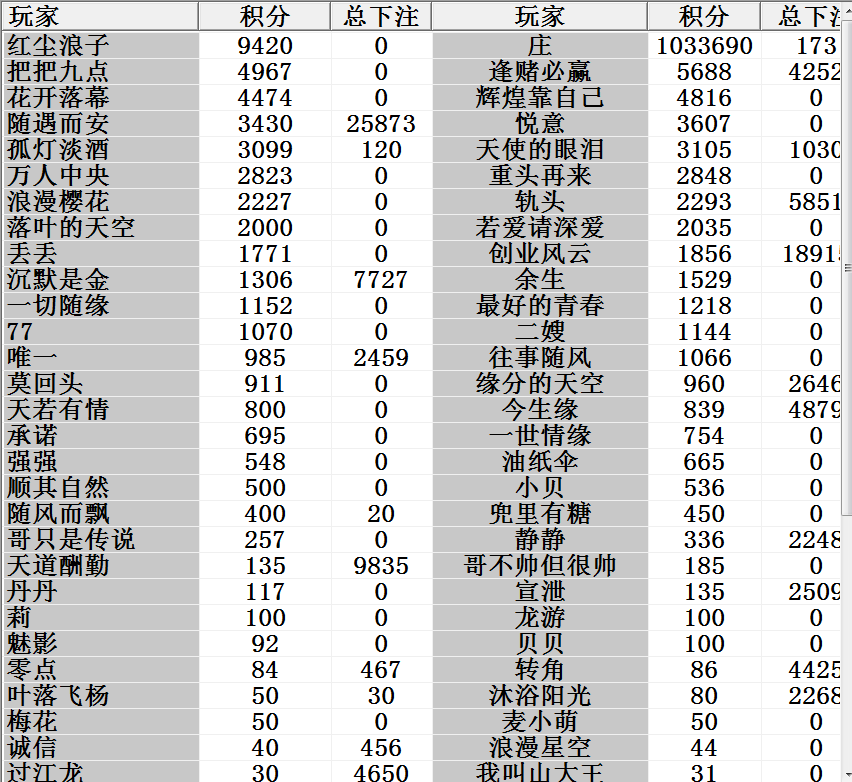 玩家 积分 总下注 玩家 积分 总下
红尘浪子 9420 0 庄 1033690 173
把把九点 4967 0 逢赌必赢 5688 4252
花开落幕 4474 0 辉煌靠自己 4816 0
随遇而安 3430 25873 悦意 3607 0
孤灯淡酒 3099 120 天使的眼泪 3105 1030
万人中央 2823 0 重头再来 2848 0
浪漫樱花 2227 0 轨头 2293 5851
落叶的天空 2000 0 若爱请深爱 2035 0
丢丢 1771 0 创业风云 1856 1891
沉默是金 1306 7727 余生 1529 0
一切随缘 1152 0 最好的青春 1218 0
77 1070 0 二嫂 1144 0
唯一 985 2459 往事随风 1066 0
莫回头 911 0 缘分的天空 960 2646
天若有情 800 0 今生缘 839 4879
承诺 695 0 一世情缘 754 0
强强 548 0 油纸伞 665 0
顺其自然 500 0 小贝 536 0
随风而飘 400 20 兜里有糖 450 0
哥只是传说 257 0 静静 336 2248
天道酬勤 135 9835 哥不帅但很帅 185 0
丹丹 117 0 宣泄 135 2509
莉 100 0 龙游 100 0
魅影 92 0 贝贝 100 0
零点 84 467 转角 86 4425
叶落飞杨 50 30 沐浴阳光 80 2268
梅花 50 0 麦小萌 50 0
诚信 40 456 浪漫星空 44 0
过江龙 30 4650 我叫山大王 31 0